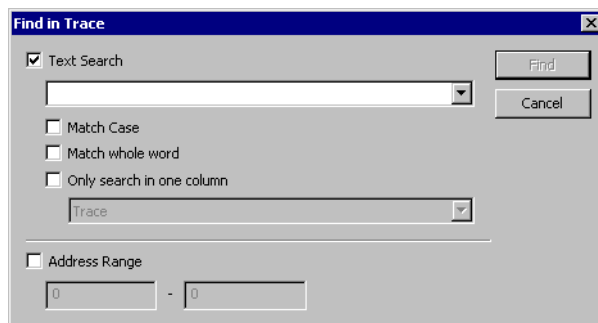 Find in Trace
Text Search
Find
Cancel
Match Case
Match whole word
Only search in one column
Trace
Address Range
0 - 0